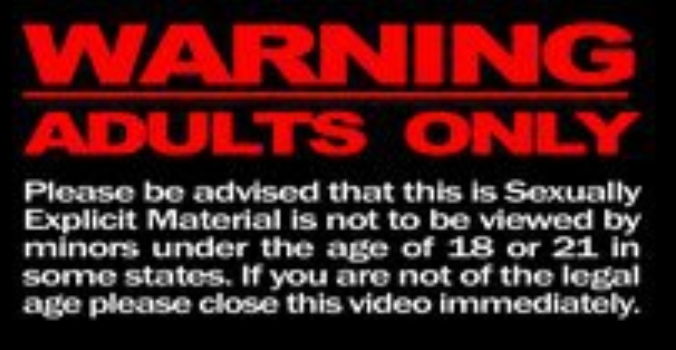 WARNING
ADULTS ONLY
Please be advised that this is Sexually
Explicit Material is not to be viewed by
minors under the age of 18 or 21 in
some states. If you are not of the legal
age please close this video immediately.